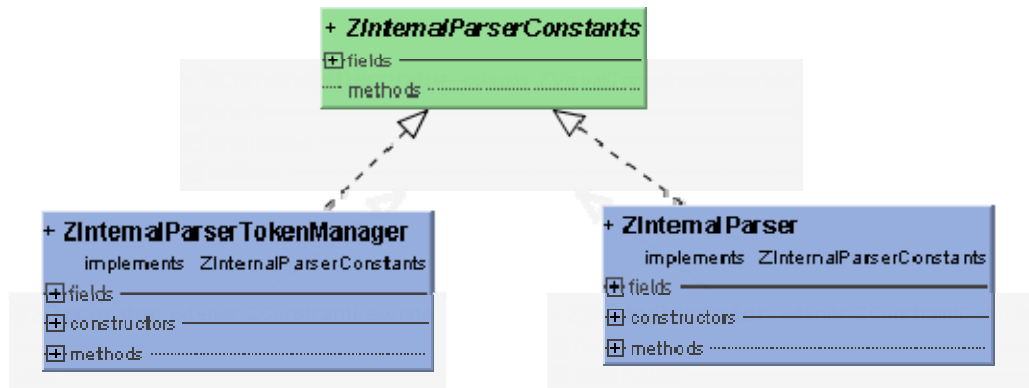 + ZInternalParserConstants
+ fields
methods
+ ZInternalParserTokenManager
implements ZInternalParserConstants
+ fields
+ constructors
+ methods
+ ZInternalParser
implements ZInternalParserConstants
+ fields
+ constructors
+ methods